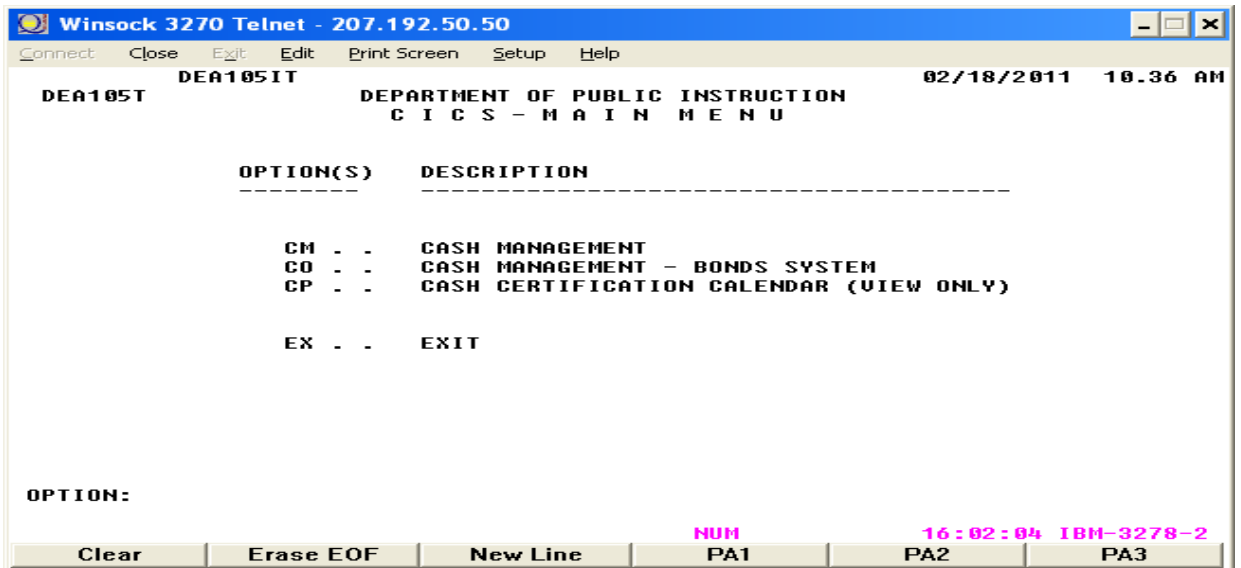 Winsock 3270 Telnet - 207.192.50.50
Connect Close Exit Edit Print Screen Setup Help
DEA105IT 02/18/2011 10.36 AM
DEA105T DEPARTMENT OF PUBLIC INSTRUCTION
C I C S - M A I N M E N U
OPTION(S) DESCRIPTION
-------- ----------------------------------------
CM . . CASH MANAGEMENT
CO . . CASH MANAGEMENT - BONDS SYSTEM
CP . . CASH CERTIFICATION CALENDAR (VIEW ONLY)
EX . . EXIT
OPTION:
NUM 16:02:04 IBM-3278-2
Clear Erase EOF New Line PA1 PA2 PA3